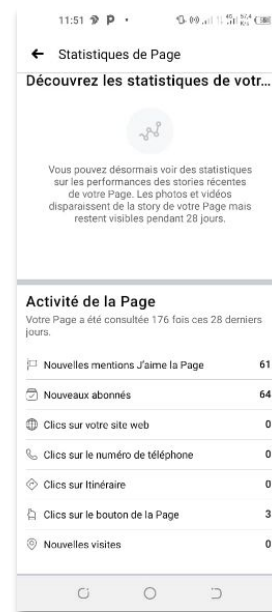 11:51
← Statistiques de Page
Découvrez les statistiques de votr...
Vous pouvez désormais voir des statistiques
sur les performances des stories récentes
de votre Page. Les photos et vidéos
disparaissent de la story de votre Page mais
restent visibles pendant 28 jours.
Activité de la Page
Votre Page a été consultée 176 fois ces 28 derniers
jours.
Nouvelles mentions J'aime la Page 61
Nouveaux abonnés 64
Clics sur votre site web 0
Clics sur le numéro de téléphone 0
Clics sur Itinéraire 0
Clics sur le bouton de la Page 3
Nouvelles visites 0